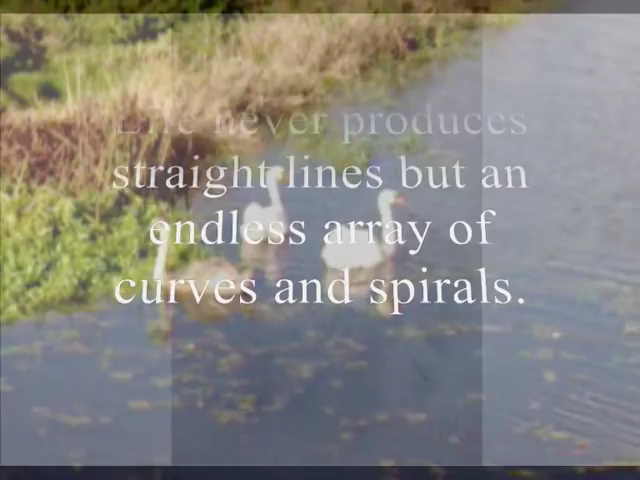 Life never produces
straight lines but an
endless array of
curves and spirals.